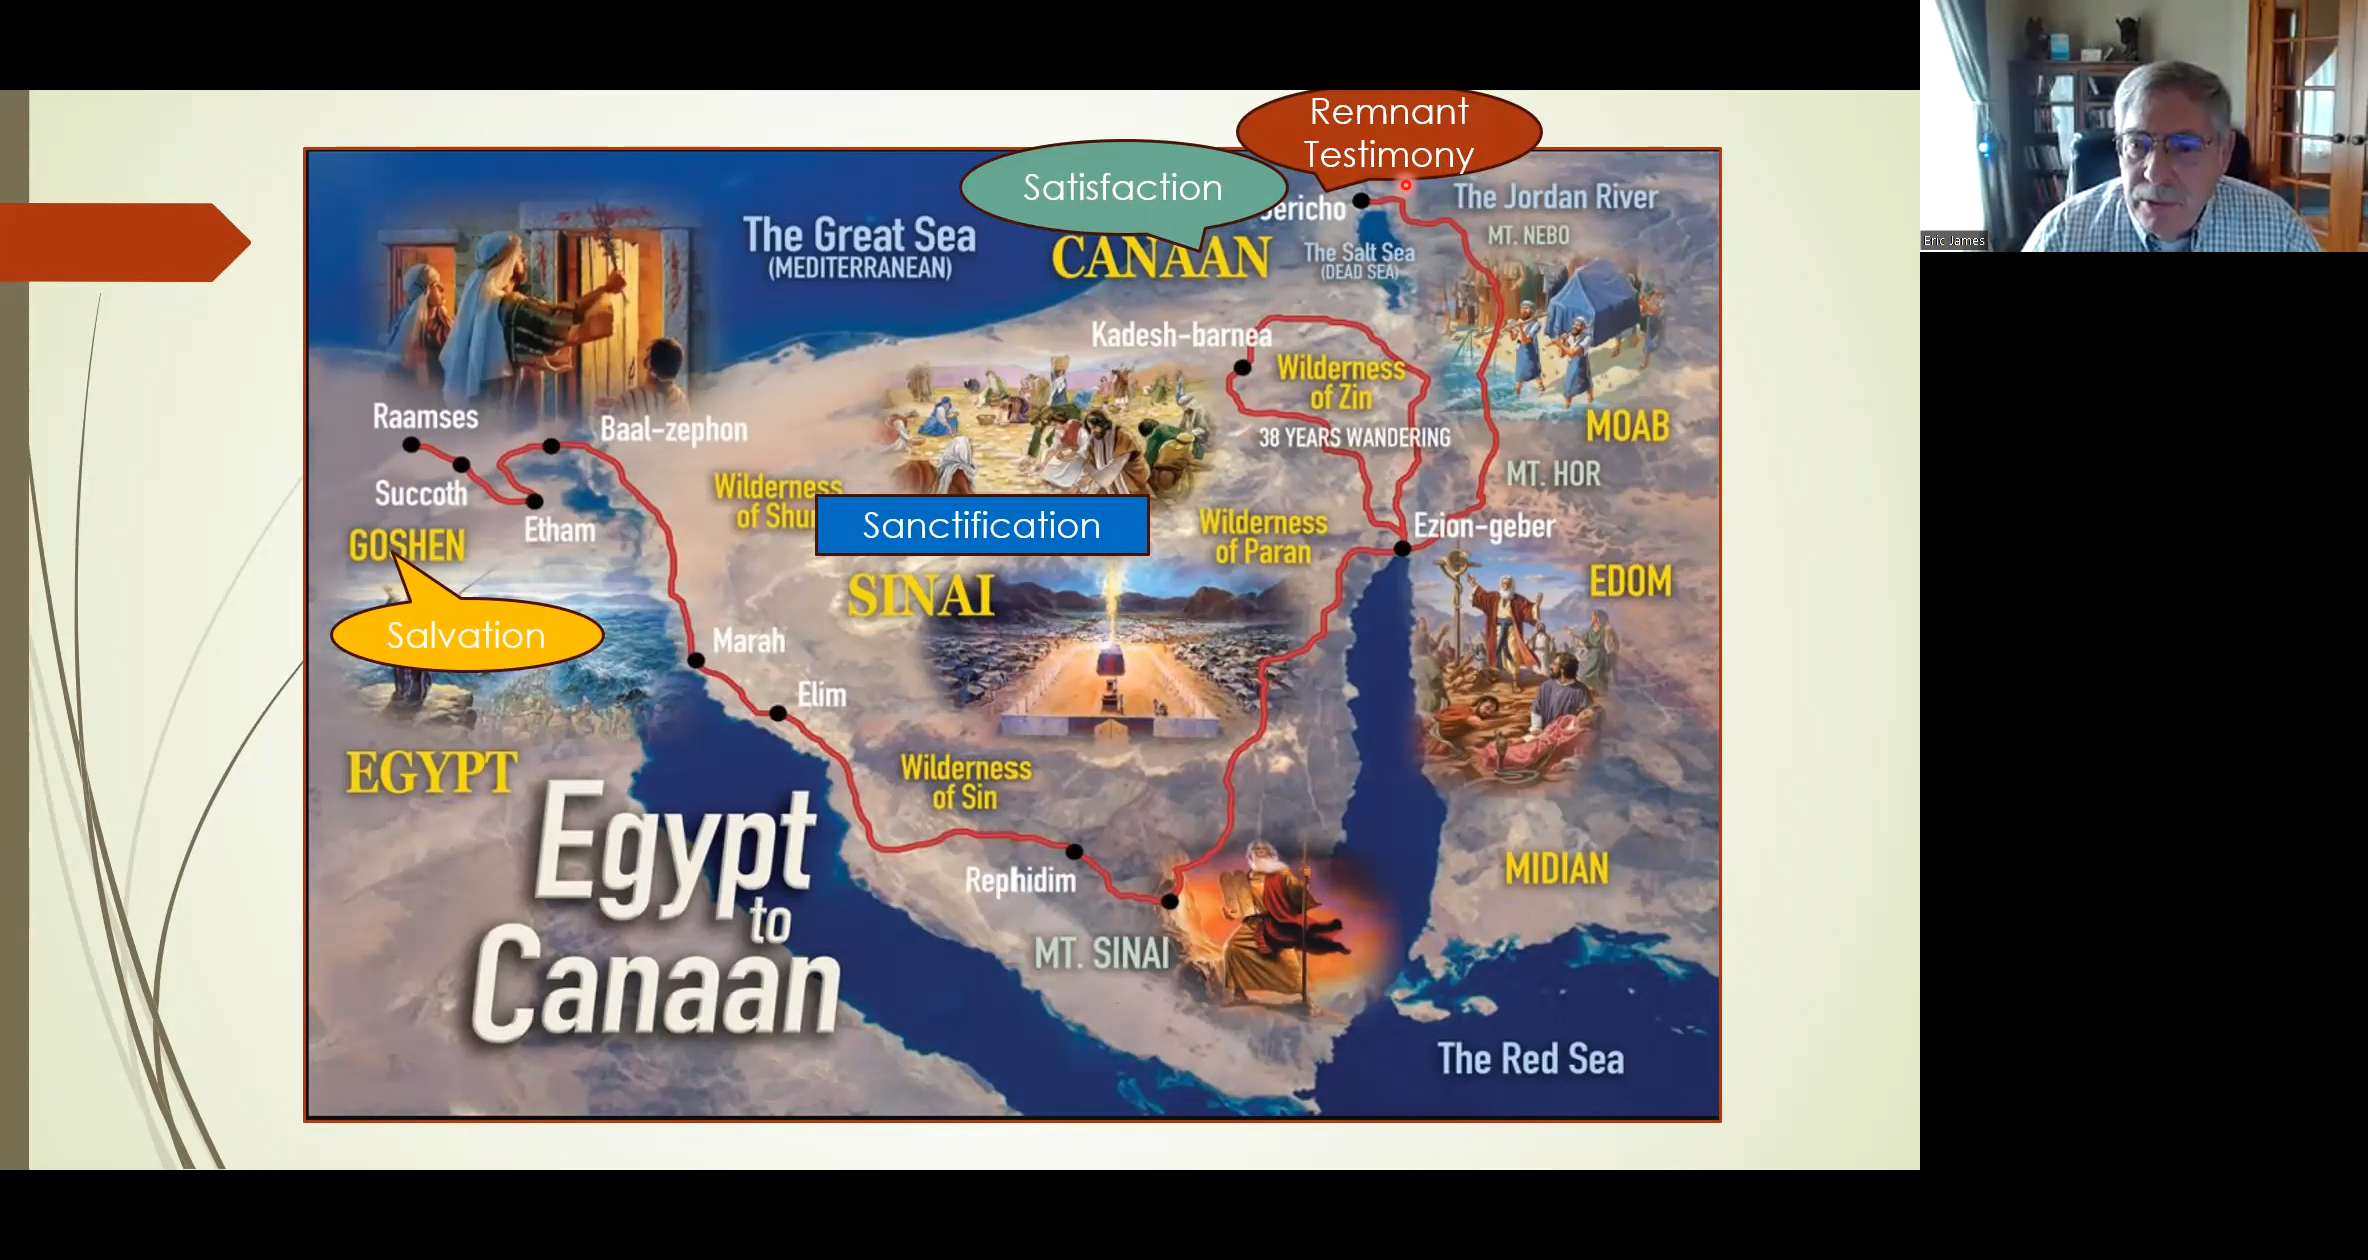 Remnant
Testimony
Satisfaction
Jericho
The Jordan River
MT. NEBO
The Great Sea
(MEDITERRANEAN)
CANAAN
The Salt Sea
(DEAD SEA)
Eric James
Kadesh-barnea
Wilderness
of Zin
38 YEARS WANDERING
MOAB
MT. HOR
Raamses
Baal-zephon
Succoth
Etham
GOSHEN
Wilderness
of Shur
Sanctification
Wilderness
of Paran
Ezion-geber
EDOM
SINAI
Salvation
Marah
Elim
EGYPT
Wilderness
of Sin
Egypt
to
Canaan
Rephidim
MT. SINAI
MIDIAN
The Red Sea